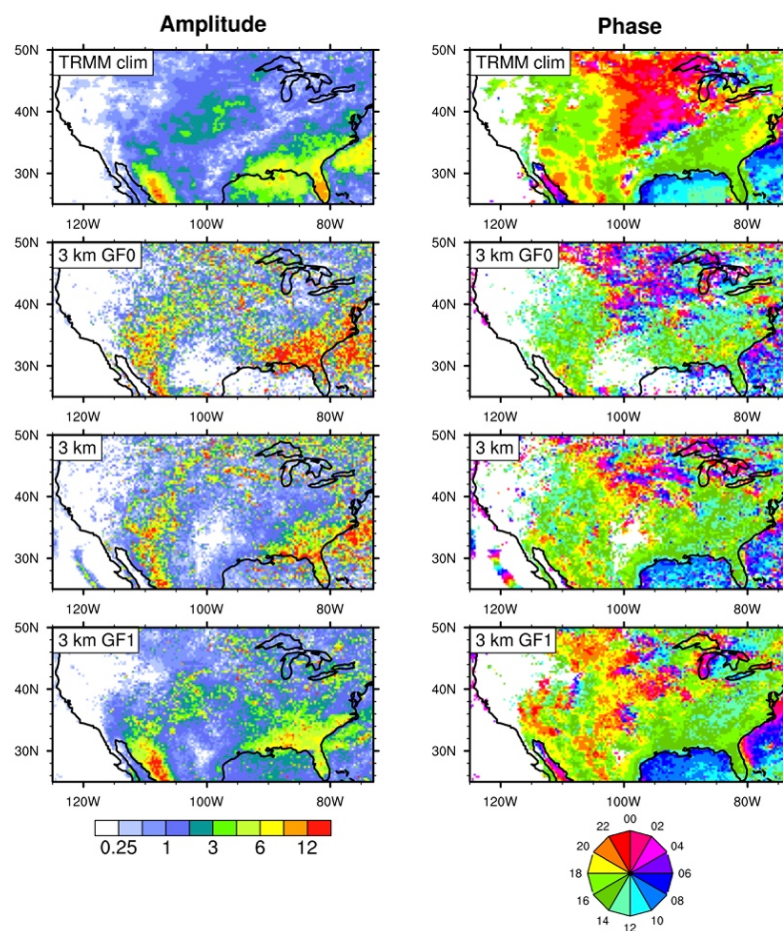 Amplitude Phase
50N TRMM clim 50N TRMM clim
40N 40N
30N 30N
120W 100W 80W 120W 100W 80W
50N 3 km GF0 50N 3 km GF0
40N 40N
30N 30N
120W 100W 80W 120W 100W 80W
50N 3 km 50N 3 km
40N 40N
30N 30N
120W 100W 80W 120W 100W 80W
50N 3 km GF1 50N 3 km GF1
40N 40N
30N 30N
120W 100W 80W 120W 100W 80W
0.25 1 3 6 12
00
22 02
20 04
18 06
16 08
14 10
12